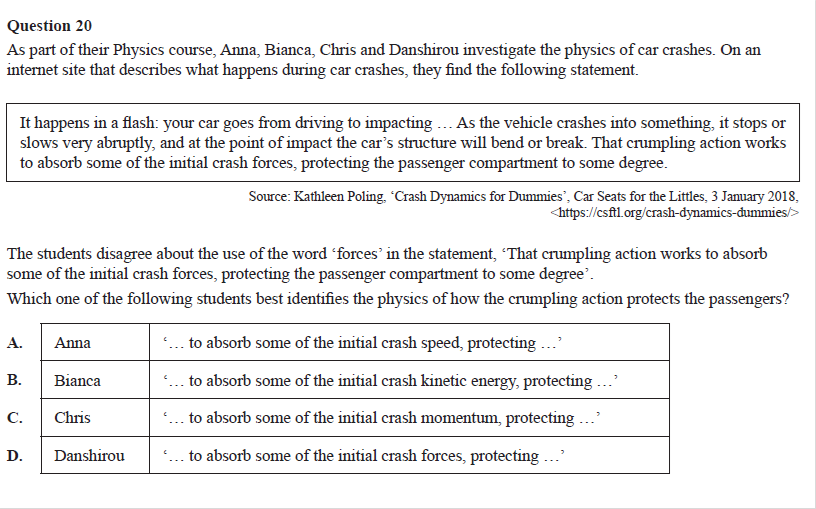 Question 20
As part of their Physics course, Anna, Bianca, Chris and Danshirou investigate the physics of car crashes. On an
internet site that describes what happens during car crashes, they find the following statement.
It happens in a flash: your car goes from driving to impacting … As the vehicle crashes into something, it stops or
slows very abruptly, and at the point of impact the car’s structure will bend or break. That crumpling action works
to absorb some of the initial crash forces, protecting the passenger compartment to some degree.
Source: Kathleen Poling, ‘Crash Dynamics for Dummies’, Car Seats for the Littles, 3 January 2018,
<https://csftl.org/crash-dynamics-dummies/>
The students disagree about the use of the word ‘forces’ in the statement, ‘That crumpling action works to absorb
some of the initial crash forces, protecting the passenger compartment to some degree’.
Which one of the following students best identifies the physics of how the crumpling action protects the passengers?
A. Anna ‘… to absorb some of the initial crash speed, protecting …’
B. Bianca ‘… to absorb some of the initial crash kinetic energy, protecting …’
C. Chris ‘… to absorb some of the initial crash momentum, protecting …’
D. Danshirou ‘… to absorb some of the initial crash forces, protecting …’